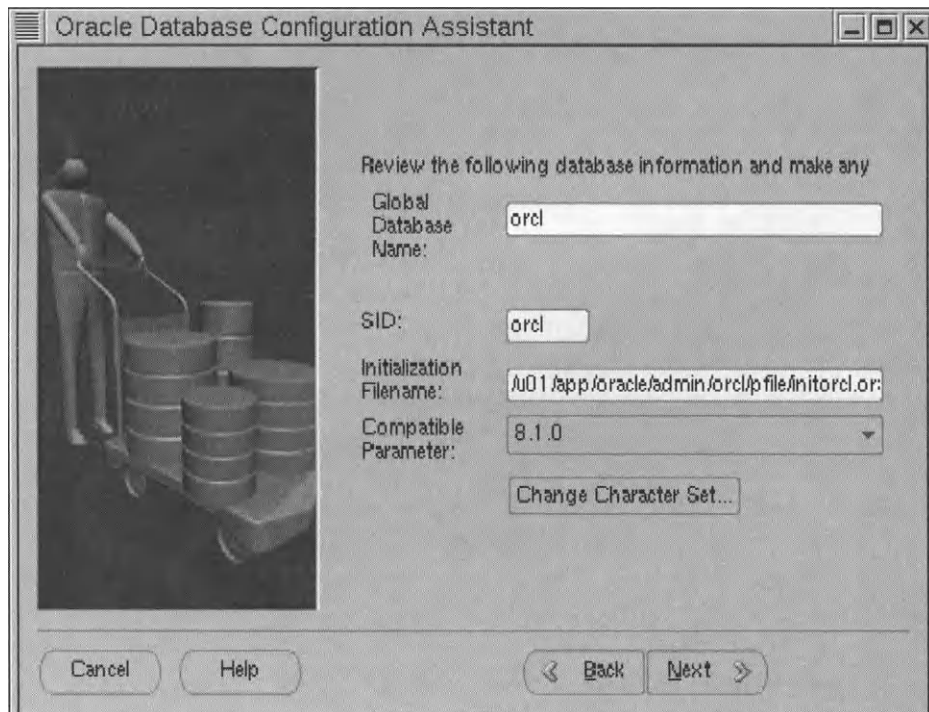 Oracle Database Configuration Assistant
Review the following database information and make any
Global
Database
Name:
orcl
SID:
orcl
Initialization
Filename:
/u01/app/oracle/admin/orcl/pfile/initorcl.or
Compatible
Parameter:
8.1.0
Change Character Set...
Cancel
Help
Back
Next